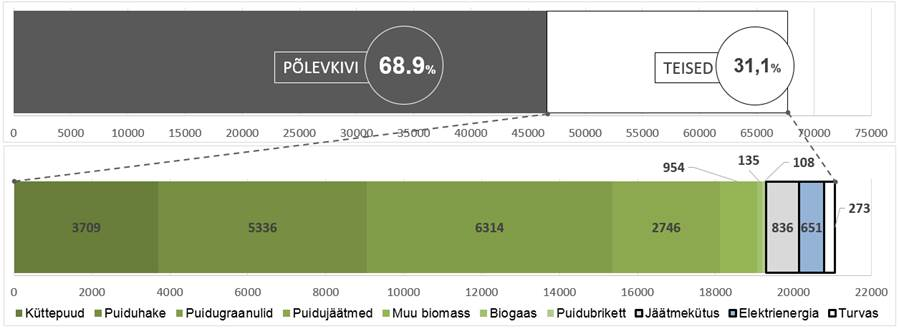 PÕLEVKIVI 68.9% TEISED 31,1%
0 5000 10000 15000 20000 25000 30000 35000 40000 45000 50000 55000 60000 65000 70000 75000
954 135 108
3709 5336 6314 2746 836 651 273
0 2000 4000 6000 8000 10000 12000 14000 16000 18000 20000 22000
Küttepuud Puiduhake Puidugraanulid Puidujäätmed Muu biomass Biogaas Puidubrikett Jäätmekütus Elektrienergia Turvas